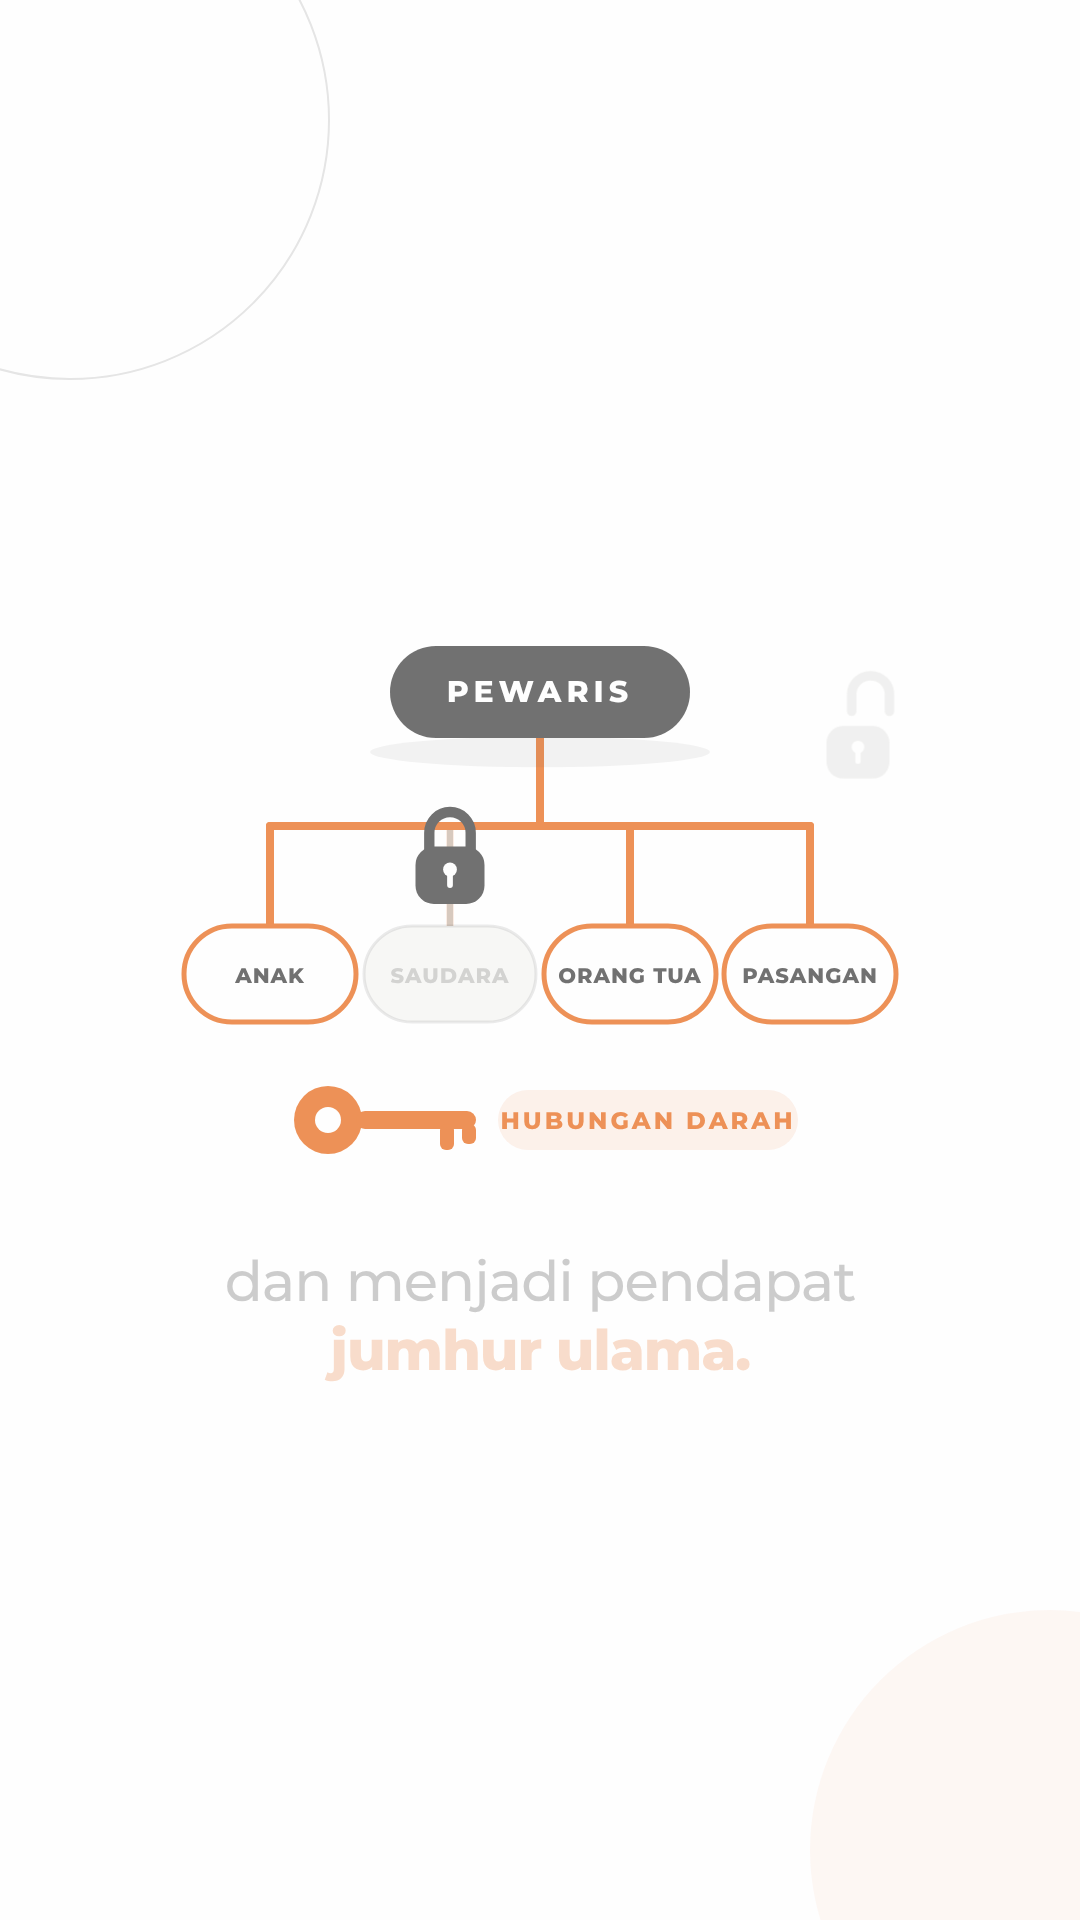 PEWARIS
ANAK
SAUDARA
ORANG TUA
PASANGAN
HUBUNGAN DARAH
dan menjadi pendapat
jumhur ulama.